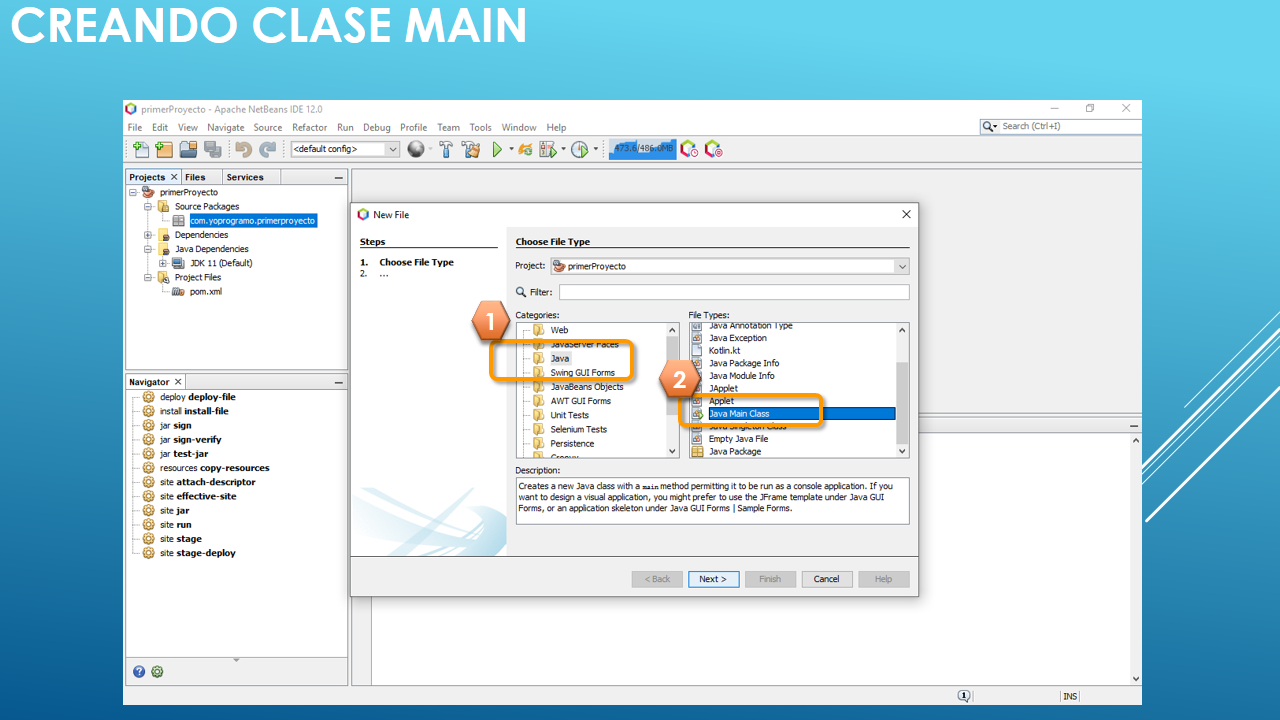 CREANDO CLASE MAIN
primerProyecto - Apache NetBeans IDE 12.0
File Edit View Navigate Source Refactor Run Debug Profile Team Tools Window Help
Search (Ctrl+I)
<default config>
473.6/486.0MB
Projects Files Services
primerProyecto
Source Packages
com.yoprogramo.primerproyecto
Dependencies
Java Dependencies
JDK 11 (Default)
Project Files
pom.xml
Navigator
deploy deploy-file
install install-file
jar sign
jar sign-verify
jar test-jar
resources copy-resources
site attach-descriptor
site effective-site
site jar
site run
site stage
site stage-deploy
New File
Steps
1. Choose File Type
2. ...
Choose File Type
Project: primerProyecto
Filter:
Categories:
1
Web
JavaServer Faces
Java
Swing GUI Forms
JavaBeans Objects
AWT GUI Forms
Unit Tests
Selenium Tests
Persistence
Groovy
File Types:
2
Java Annotation Type
Java Exception
Kotlin.kt
Java Package Info
Java Module Info
JApplet
Applet
Java Main Class
Java Singleton Class
Empty Java File
Java Package
Description:
Creates a new Java class with a main method permitting it to be run as a console application. If you
want to design a visual application, you might prefer to use the JFrame template under Java GUI
Forms, or an application skeleton under Java GUI Forms | Sample Forms.
< Back Next > Finish Cancel Help
1 INS